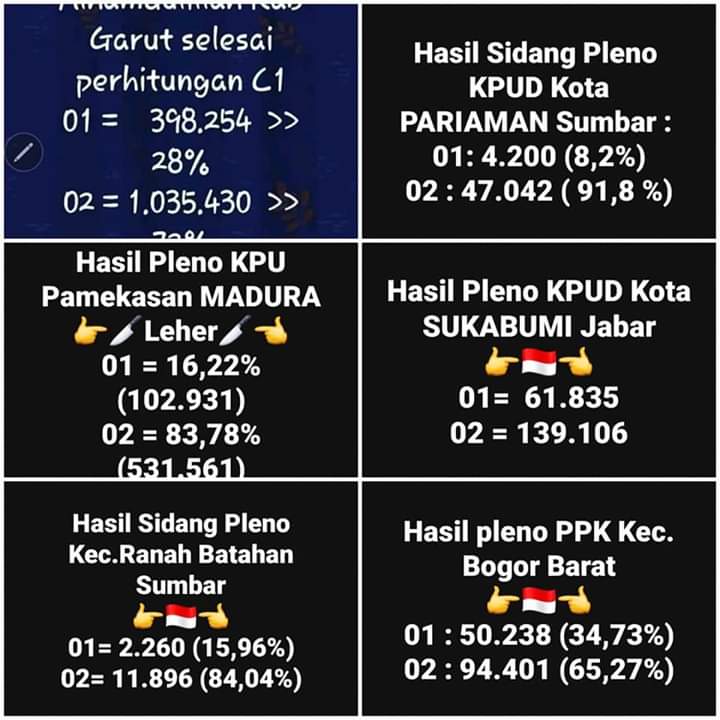 Garut selesai
perhitungan C1
01 = 398.254 >>
28%
02 = 1.035.430 >>
Hasil Sidang Pleno
KPUD Kota
PARIAMAN Sumbar :
01: 4.200 (8,2%)
02 : 47.042 ( 91,8 %)
Hasil Pleno KPU
Pamekasan MADURA
👉🔪Leher🔪👈
01 = 16,22%
(102.931)
02 = 83,78%
(531.561)
Hasil Pleno KPUD Kota
SUKABUMI Jabar
👉🇮🇩👈
01= 61.835
02 = 139.106
Hasil Sidang Pleno
Kec.Ranah Batahan
Sumbar
👉🇮🇩👈
01= 2.260 (15,96%)
02= 11.896 (84,04%)
Hasil pleno PPK Kec.
Bogor Barat
👉🇮🇩👈
01 : 50.238 (34,73%)
02 : 94.401 (65,27%)